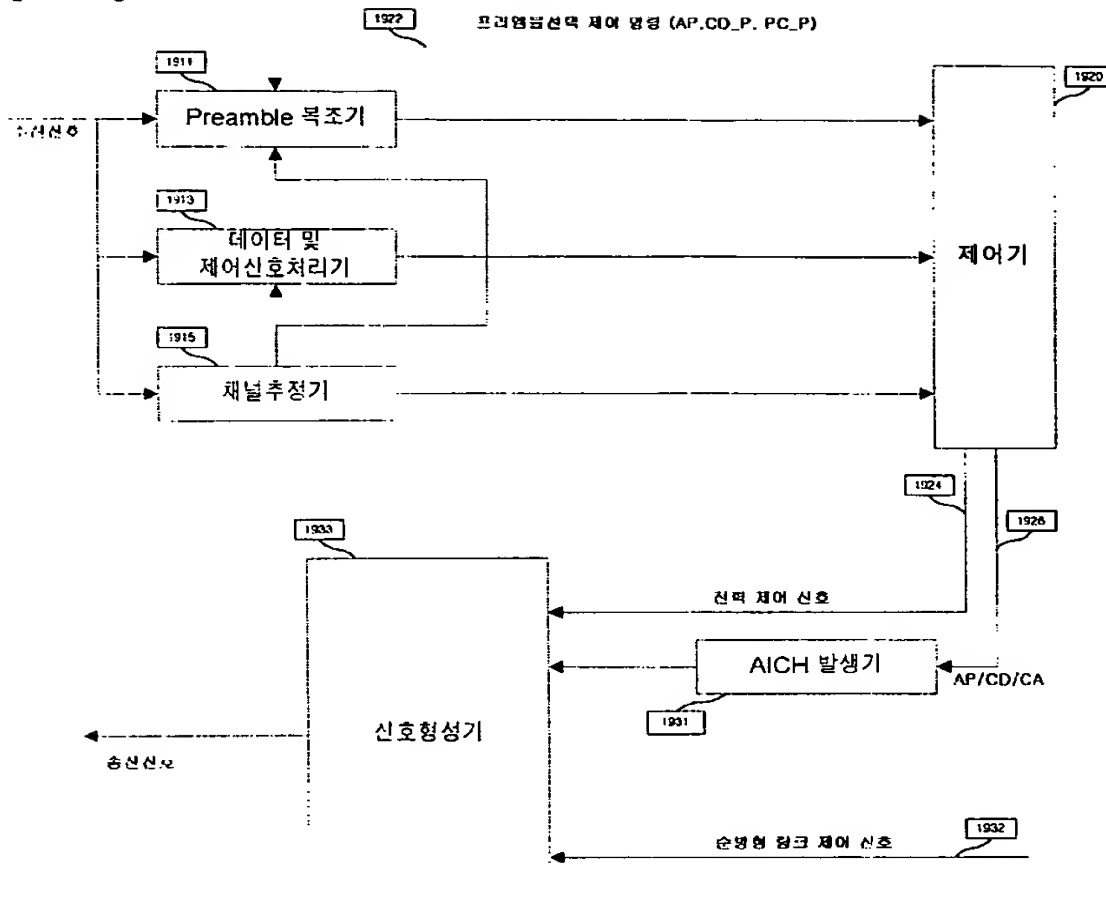 1922
프리앰블선택 제어 명령 (AP,CD_P, PC_P)
1911
1920
Preamble 복조기
수신신호
1913
데이터 및
제어신호처리기
제어기
1915
채널추정기
1924
1926
1933
전력 제어 신호
AICH 발생기
AP/CD/CA
1931
신호형성기
송신신호
1932
순방향 링크 제어 신호